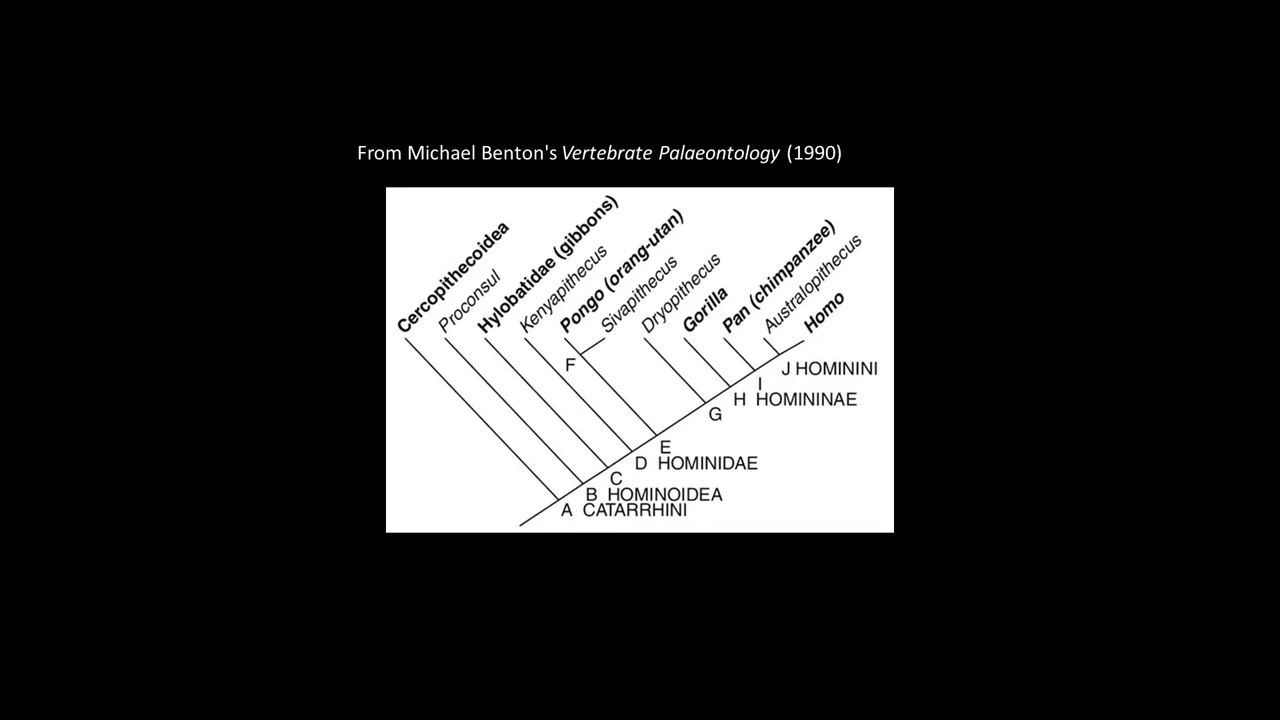 From Michael Benton's Vertebrate Palaeontology (1990)
Cercopithecoidea
Proconsul
Hylobatidae (gibbons)
Kenyapithecus
Pongo (orang-utan)
Sivapithecus
Dryopithecus
Gorilla
Pan (chimpanzee)
Australopithecus
Homo
F
J HOMININI
I
H HOMININAE
G
E
D HOMINIDAE
C
B HOMINOIDEA
A CATARRHINI